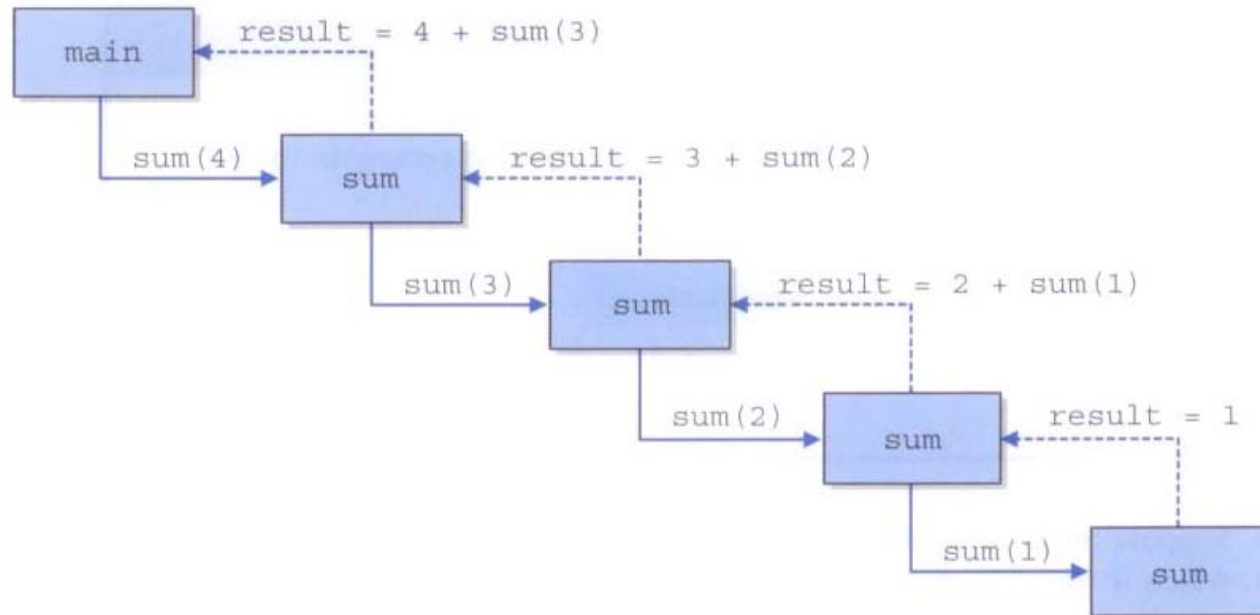 result = 4 + sum(3)
main
sum(4)
result = 3 + sum(2)
sum
sum(3)
result = 2 + sum(1)
sum
sum(2)
result = 1
sum
sum(1)
sum